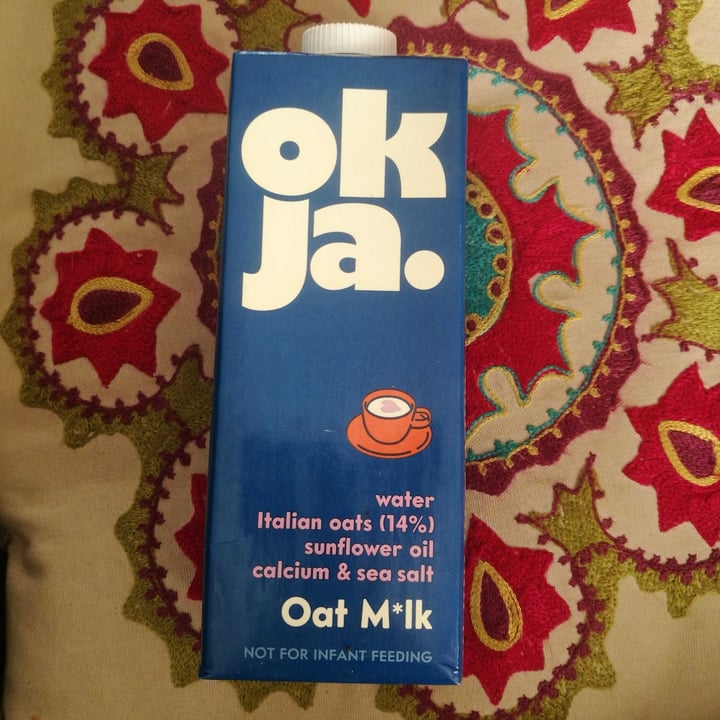 ok
ja.
water
Italian oats (14%)
sunflower oil
calcium & sea salt
Oat M*lk
NOT FOR INFANT FEEDING